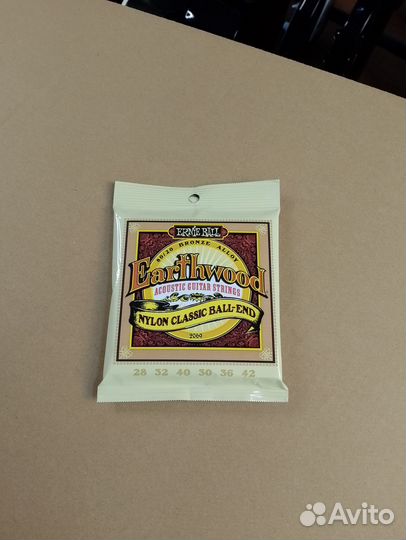 ERNIE BALL
80/20 BRONZE ALLOY
Earthwood
ACOUSTIC GUITAR STRINGS
NYLON CLASSIC BALL-END
2069
28 32 40 30 36 42
Avito